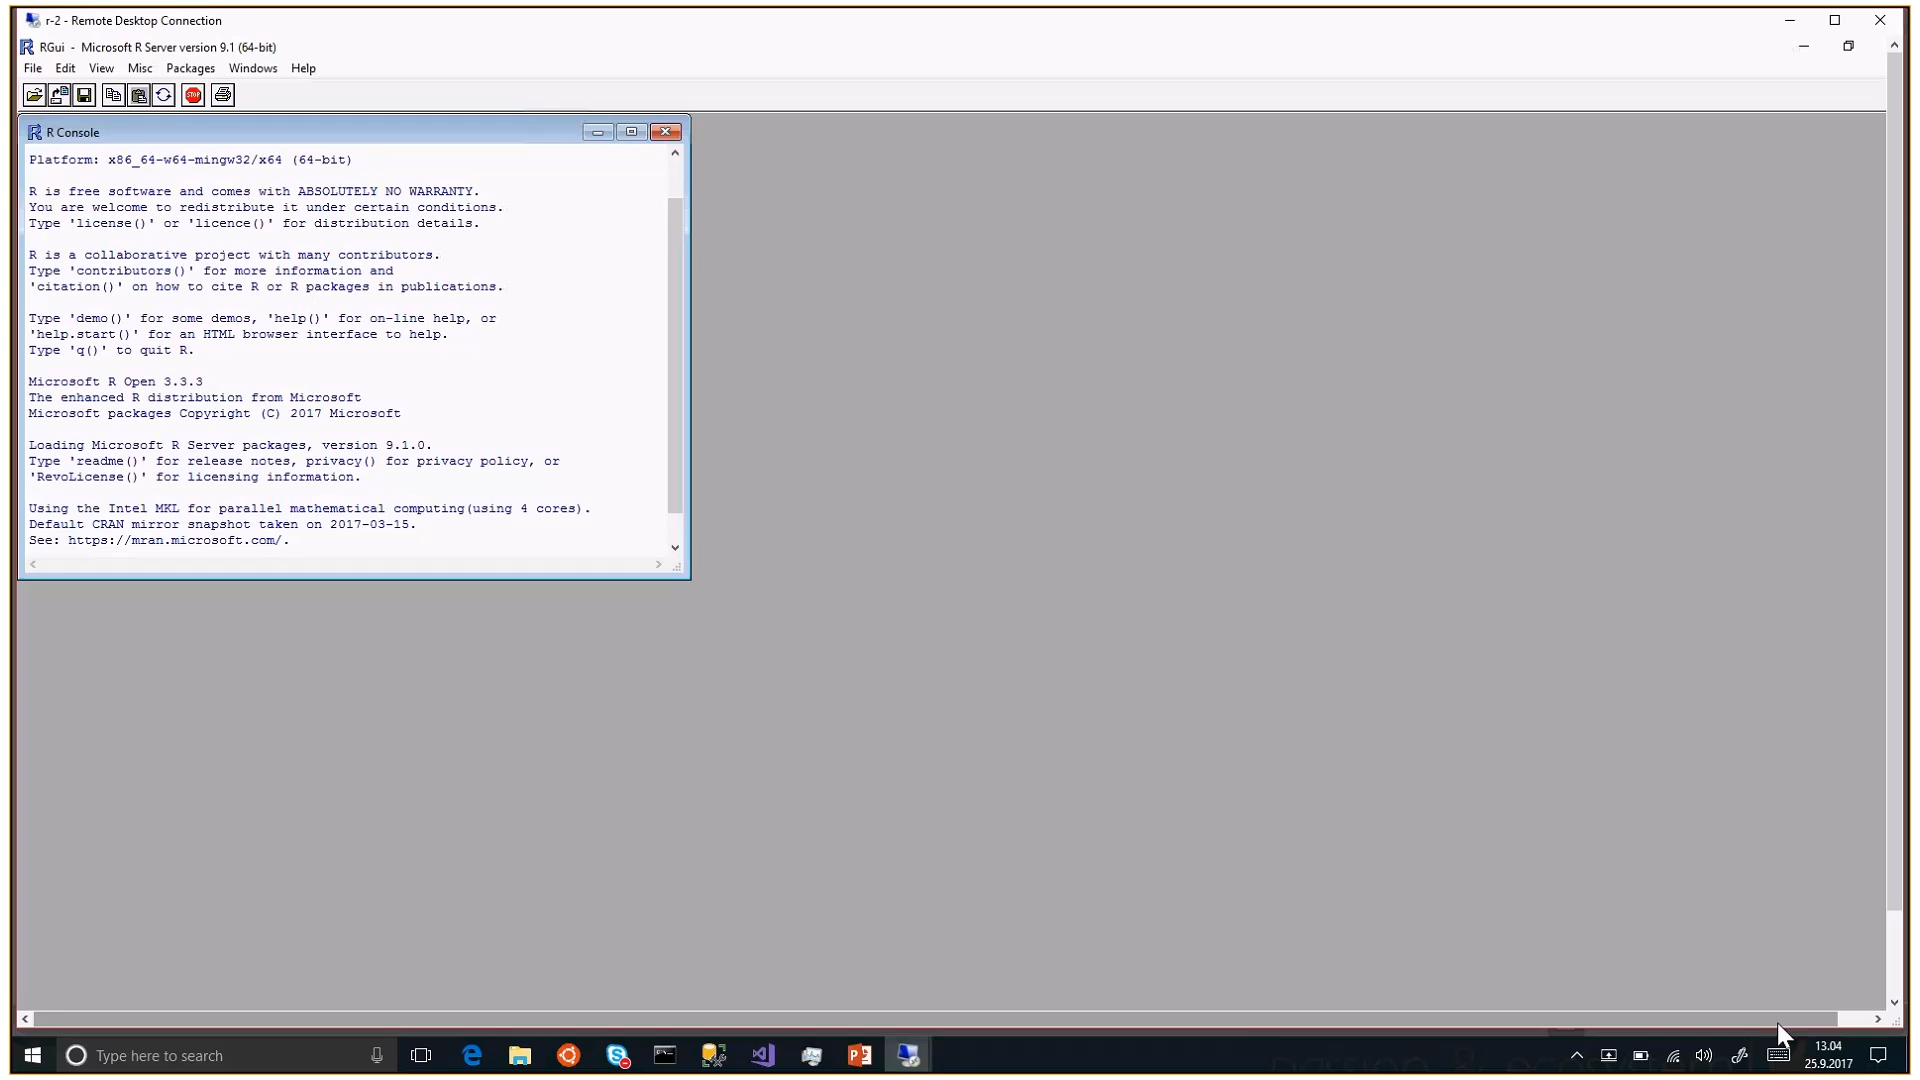 r-2 - Remote Desktop Connection
RGui - Microsoft R Server version 9.1 (64-bit)
File Edit View Misc Packages Windows Help
STOP
R Console
Platform: x86_64-w64-mingw32/x64 (64-bit)
R is free software and comes with ABSOLUTELY NO WARRANTY.
You are welcome to redistribute it under certain conditions.
Type 'license()' or 'licence()' for distribution details.
R is a collaborative project with many contributors.
Type 'contributors()' for more information and
'citation()' on how to cite R or R packages in publications.
Type 'demo()' for some demos, 'help()' for on-line help, or
'help.start()' for an HTML browser interface to help.
Type 'q()' to quit R.
Microsoft R Open 3.3.3
The enhanced R distribution from Microsoft
Microsoft packages Copyright (C) 2017 Microsoft
Loading Microsoft R Server packages, version 9.1.0.
Type 'readme()' for release notes, privacy() for privacy policy, or
'RevoLicense()' for licensing information.
Using the Intel MKL for parallel mathematical computing(using 4 cores).
Default CRAN mirror snapshot taken on 2017-03-15.
See: https://mran.microsoft.com/.
Type here to search
13.04
25.9.2017